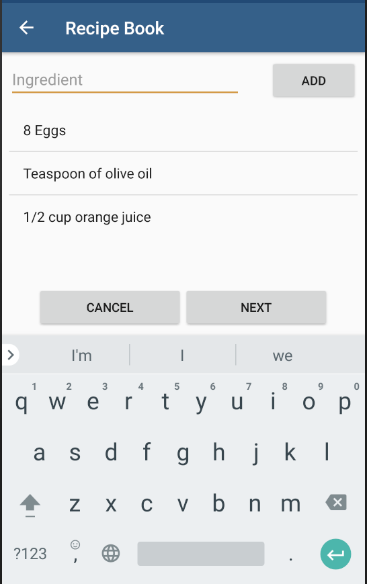 Recipe Book
Ingredient ADD
8 Eggs
Teaspoon of olive oil
1/2 cup orange juice
CANCEL NEXT
I'm I we
1 2 3 4 5 6 7 8 9 0
q w e r t y u i o p
a s d f g h j k l
z x c v b n m
?123 , .